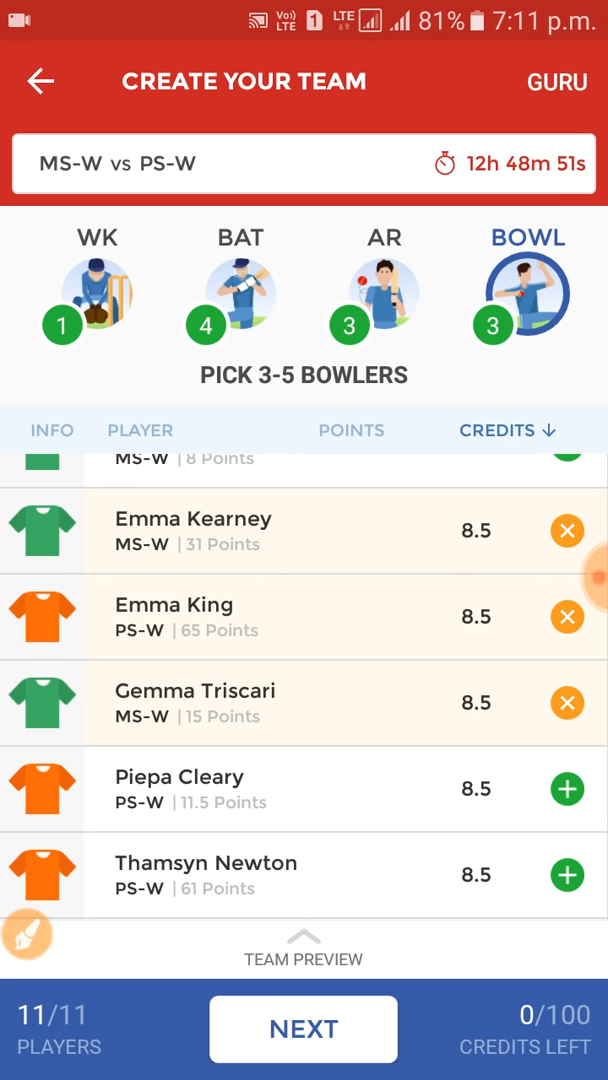 Vo))
LTE
1
LTE
81%
7:11 p.m.
CREATE YOUR TEAM
GURU
MS-W vs PS-W
12h 48m 51s
WK
BAT
AR
BOWL
1
4
3
3
PICK 3-5 BOWLERS
INFO
PLAYER
POINTS
CREDITS ↓
MS-W | 8 Points
Emma Kearney
8.5
MS-W | 31 Points
Emma King
8.5
PS-W | 65 Points
Gemma Triscari
8.5
MS-W | 15 Points
Piepa Cleary
8.5
PS-W | 11.5 Points
Thamsyn Newton
8.5
PS-W | 61 Points
TEAM PREVIEW
11/11
PLAYERS
NEXT
0/100
CREDITS LEFT